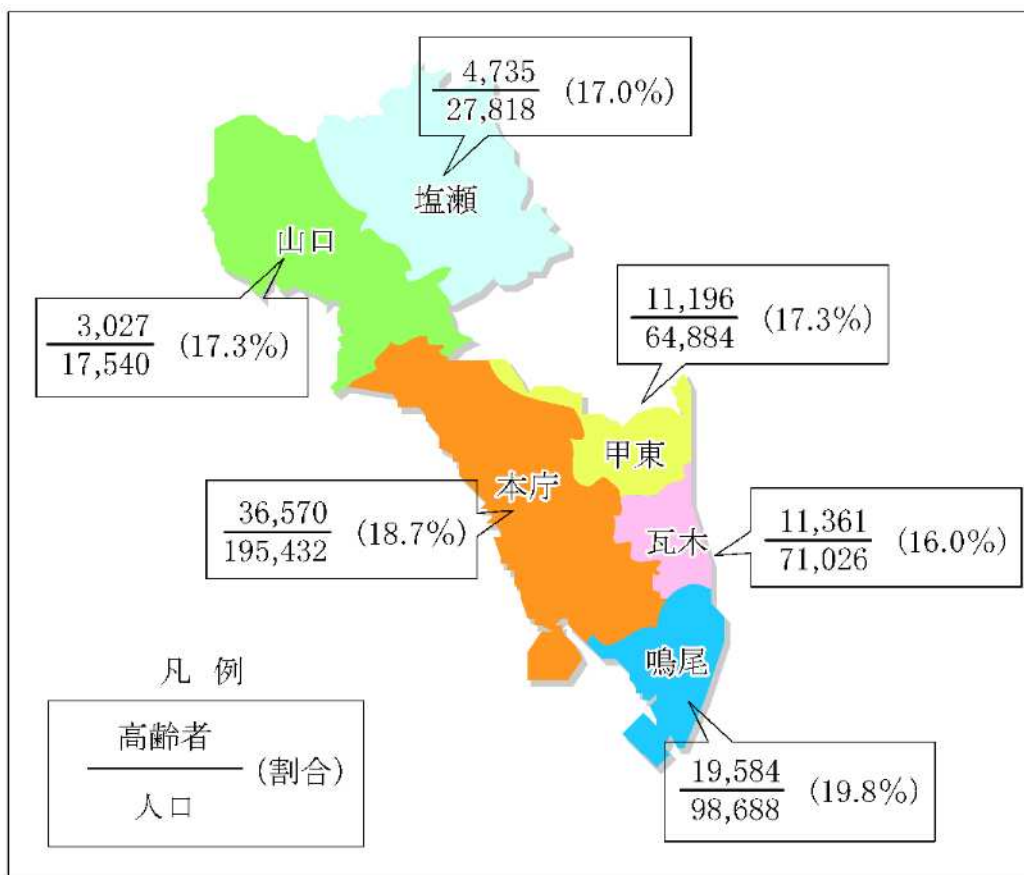 4,735
27,818 (17.0%)
塩瀬
山口
3,027
17,540 (17.3%)
11,196
64,884 (17.3%)
甲東
本庁
36,570
195,432 (18.7%)
瓦木
11,361
71,026 (16.0%)
鳴尾
19,584
98,688 (19.8%)
凡例
高齢者
人口 (割合)